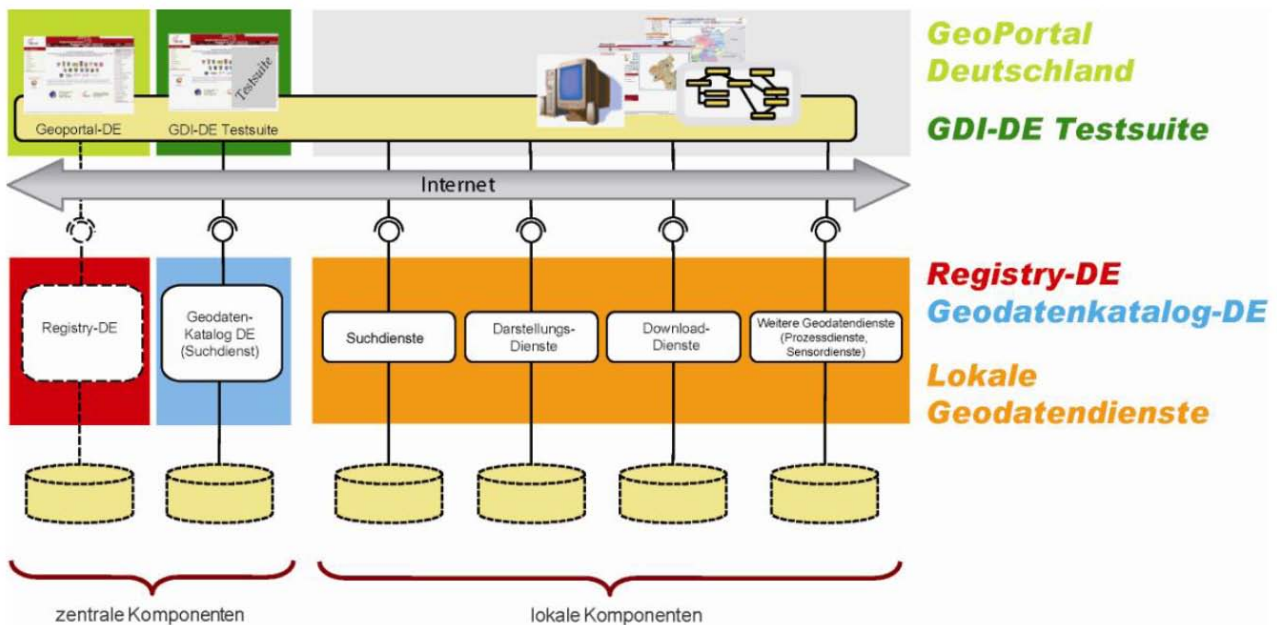 GeoPortal
Deutschland
Testsuite
Geoportal-DE
GDI-DE Testsuite
GDI-DE Testsuite
Internet
Registry-DE
Geodatenkatalog-DE
Registry-DE
Geodaten-
Katalog DE
(Suchdienst)
Suchdienste
Darstellungs-
Dienste
Download-
Dienste
Weitere Geodatendienste
(Prozessdienste,
Sensordienste)
Lokale
Geodatendienste
zentrale Komponenten
lokale Komponenten